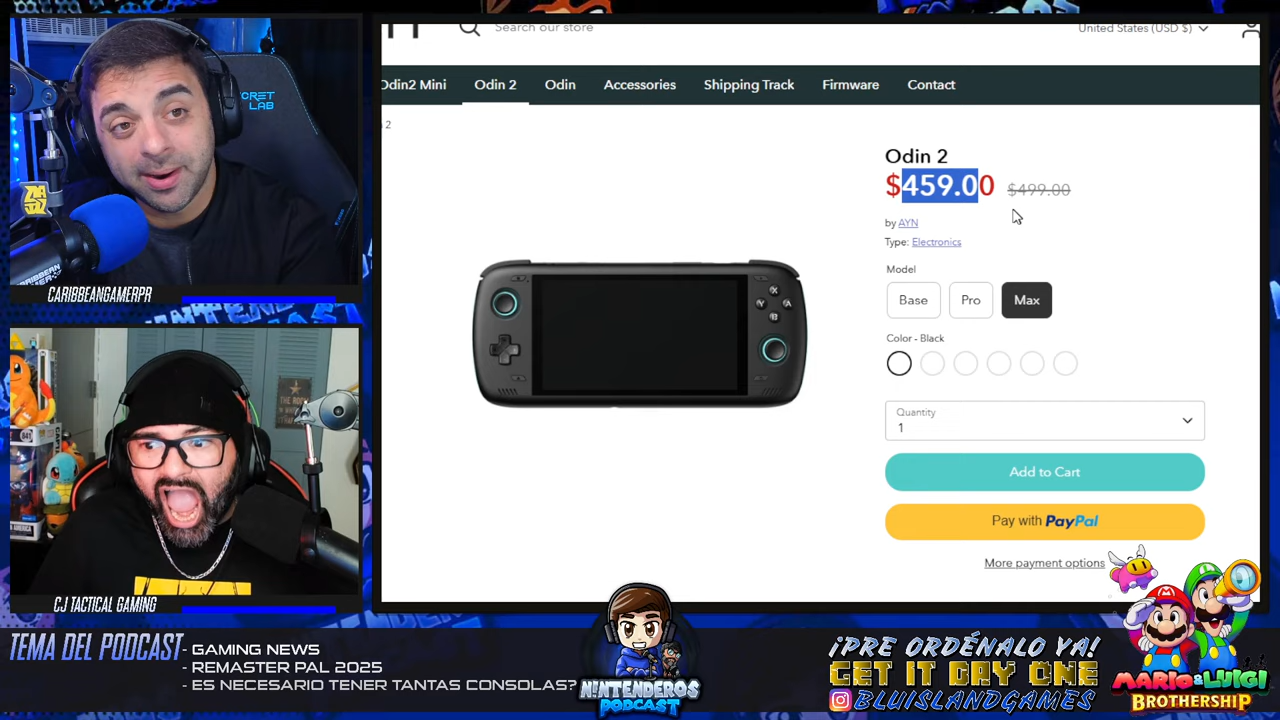 Search our store
United States (USD $)
Odin2 Mini
Odin 2
Odin
Accessories
Shipping Track
Firmware
Contact
2
Odin 2
$459.00 $499.00
by AYN
Type: Electronics
Model
Base
Pro
Max
Color - Black
Quantity
1
Add to Cart
Pay with PayPal
More payment options
X
Y
A
B
CRET
LAB
CARIBBEANGAMERPR
CJ TACTICAL GAMING
TEMA DEL PODCAST
- GAMING NEWS
- REMASTER PAL 2025
- ES NECESARIO TENER TANTAS CONSOLAS?
NINTENDEROS
PODCAST
¡PRE ORDÉNALO YA!
GET IT DAY ONE
BLUISLANDGAMES
MARIO & LUIGI
BROTHERSHIP